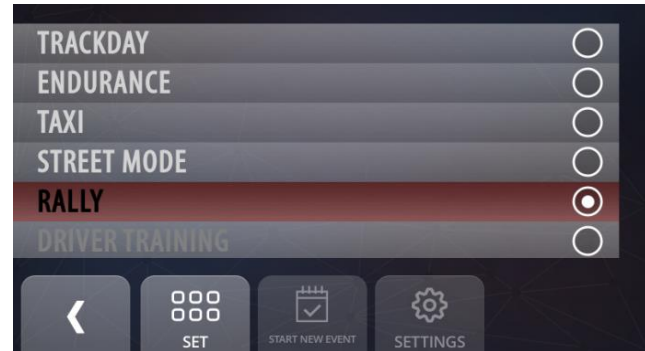 TRACKDAY
ENDURANCE
TAXI
STREET MODE
RALLY
DRIVER TRAINING
SET
START NEW EVENT
SETTINGS